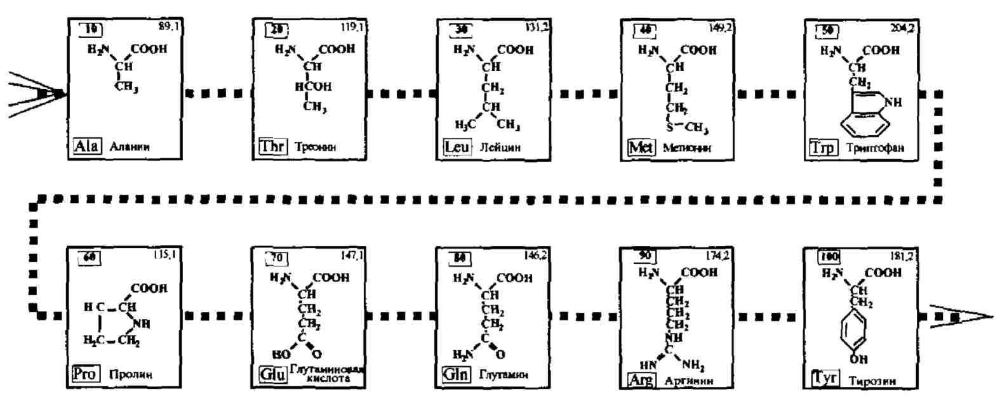 10 89,1
H₂N COOH
CH
CH₃
Ala Аланин
20 119,1
H₂N COOH
CH
HCOH
CH₃
Thr Треонин
30 131,2
H₂N COOH
CH
CH₂
CH
H₃C CH₃
Leu Лейцин
40 149,2
H₂N COOH
CH
CH₂
CH₂
S CH₃
Met Метионин
50 204,2
H₂N COOH
CH
CH₂
NH
Trp Триптофан
60 115,1
COOH
H C CH
NH
H₂C CH₂
Pro Пролин
70 147,1
H₂N COOH
CH
CH₂
CH₂
C
HO O
Glu Глутаминовая
кислота
80 146,2
H₂N COOH
CH
CH₂
CH₂
C
H₂N O
Gln Глутамин
90 174,2
H₂N COOH
CH
CH₂
CH₂
CH₂
NH
C
HN NH₂
Arg Аргинин
100 181,2
H₂N COOH
CH
CH₂
OH
Tyr Тирозин